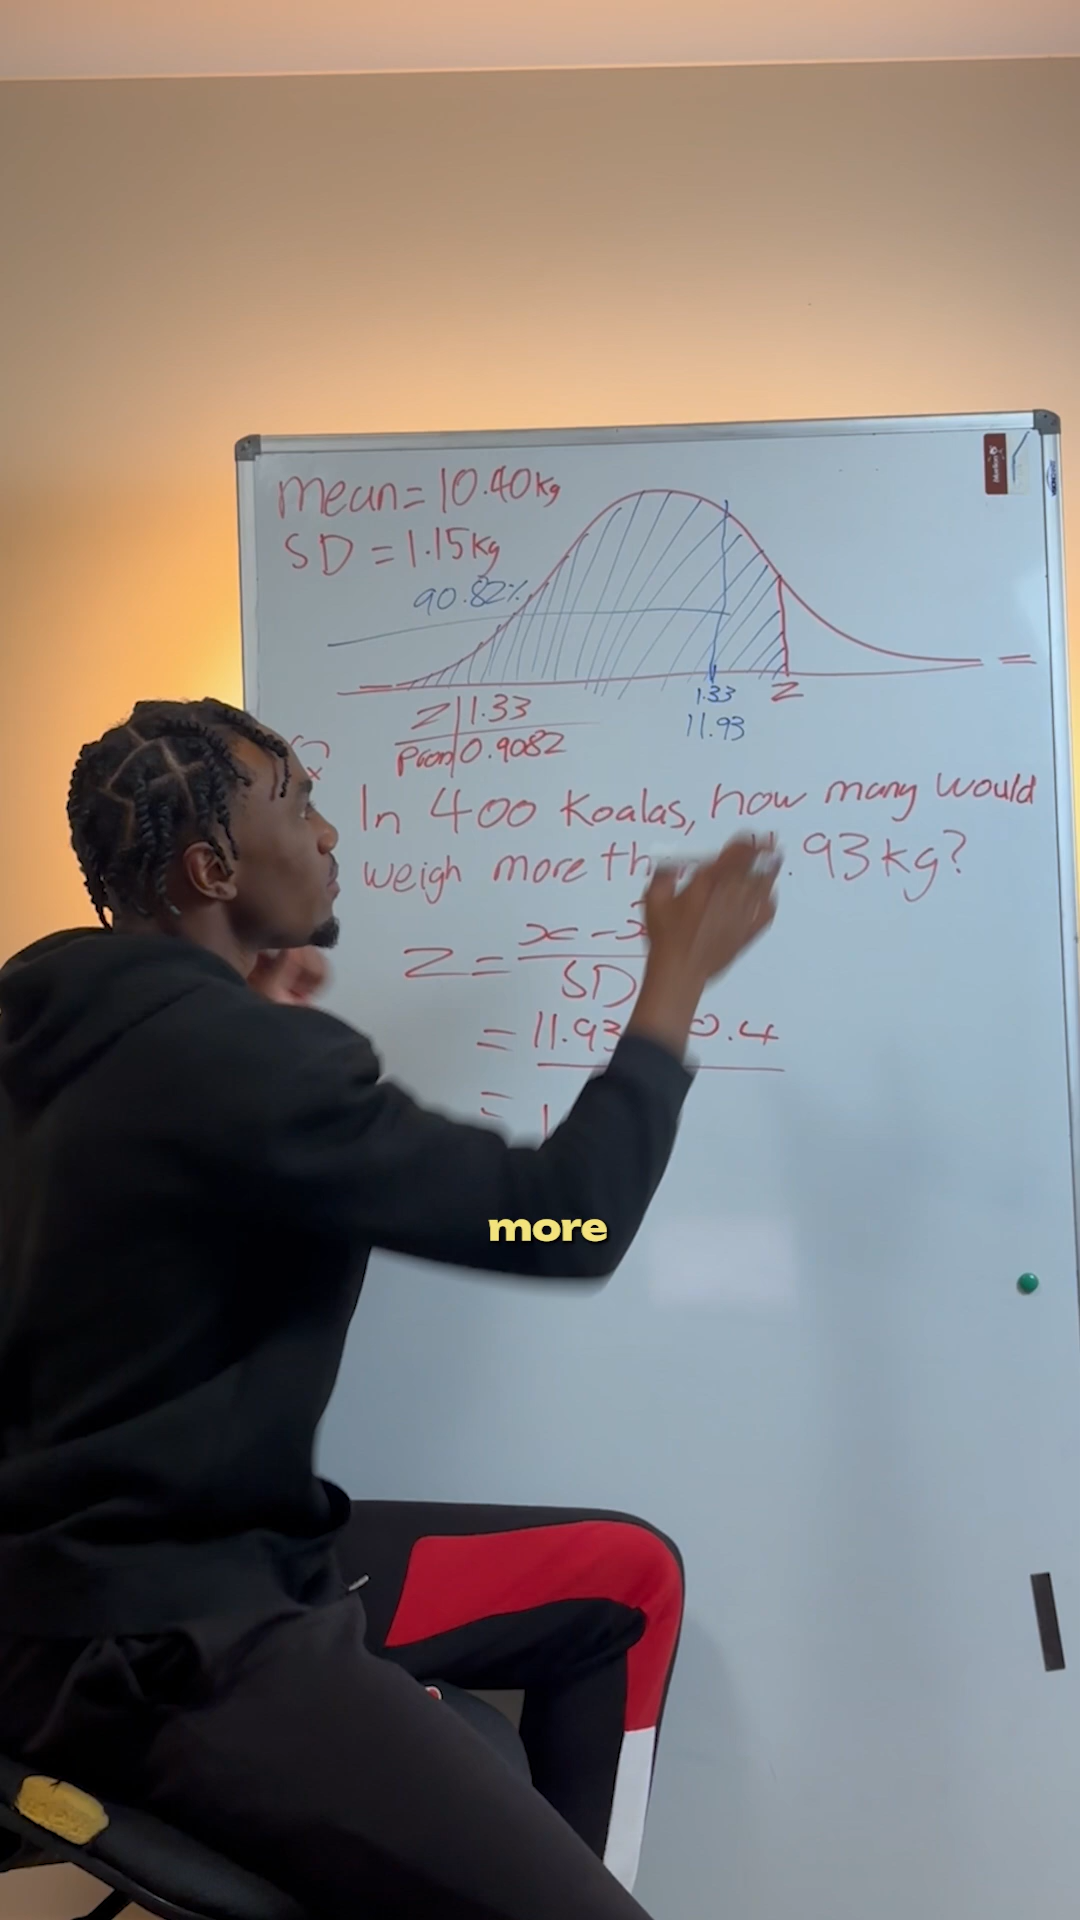 mean = 10.40kg
SD = 1.15kg
90.82%
1.33
Z
11.93
Z | 1.33
Prob | 0.9082
In 400 Koalas, how many would
weigh more .93kg?
Z = x -
SD
= 11.93 0.4
=
more